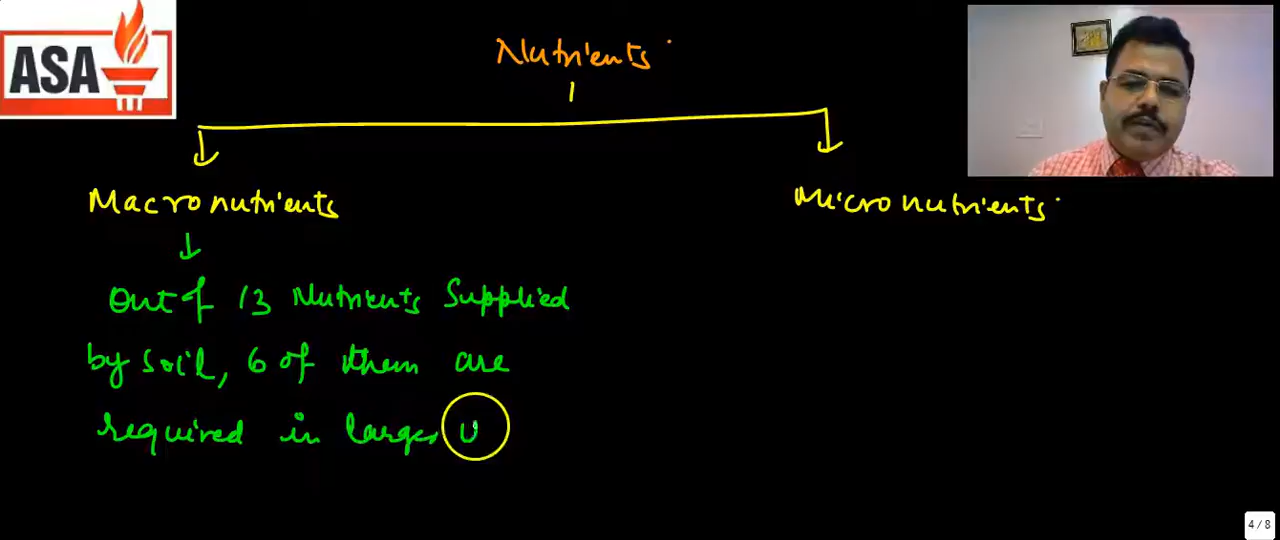 ASA
Nutrients
Macronutrients
Micronutrients
Out of 13 Nutrients Supplied
by soil, 6 of them are
required in larger
4/8